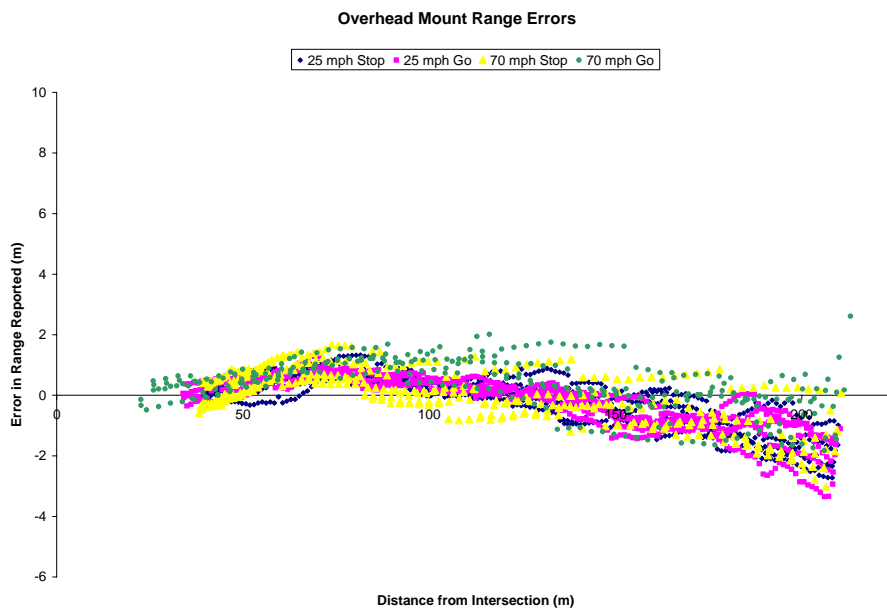 Overhead Mount Range Errors
25 mph Stop 25 mph Go 70 mph Stop 70 mph Go
10
8
6
4
2
0
-2
-4
-6
0 50 100 150 200
Error in Range Reported (m)
Distance from Intersection (m)